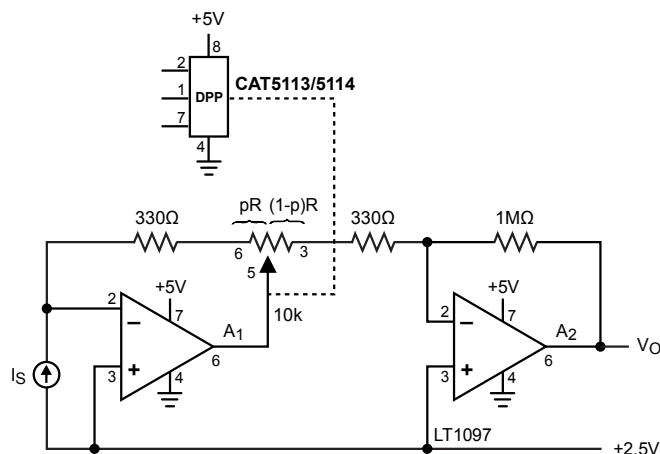 +5V
8
2
CAT5113/5114
1
DPP
7
4
330Ω
pR (1-p)R
330Ω
1MΩ
6
3
5
+5V
+5V
2
7
10k
2
7
–
A1
–
A2
VO
+
6
+
6
IS
3
4
3
4
LT1097
+2.5V